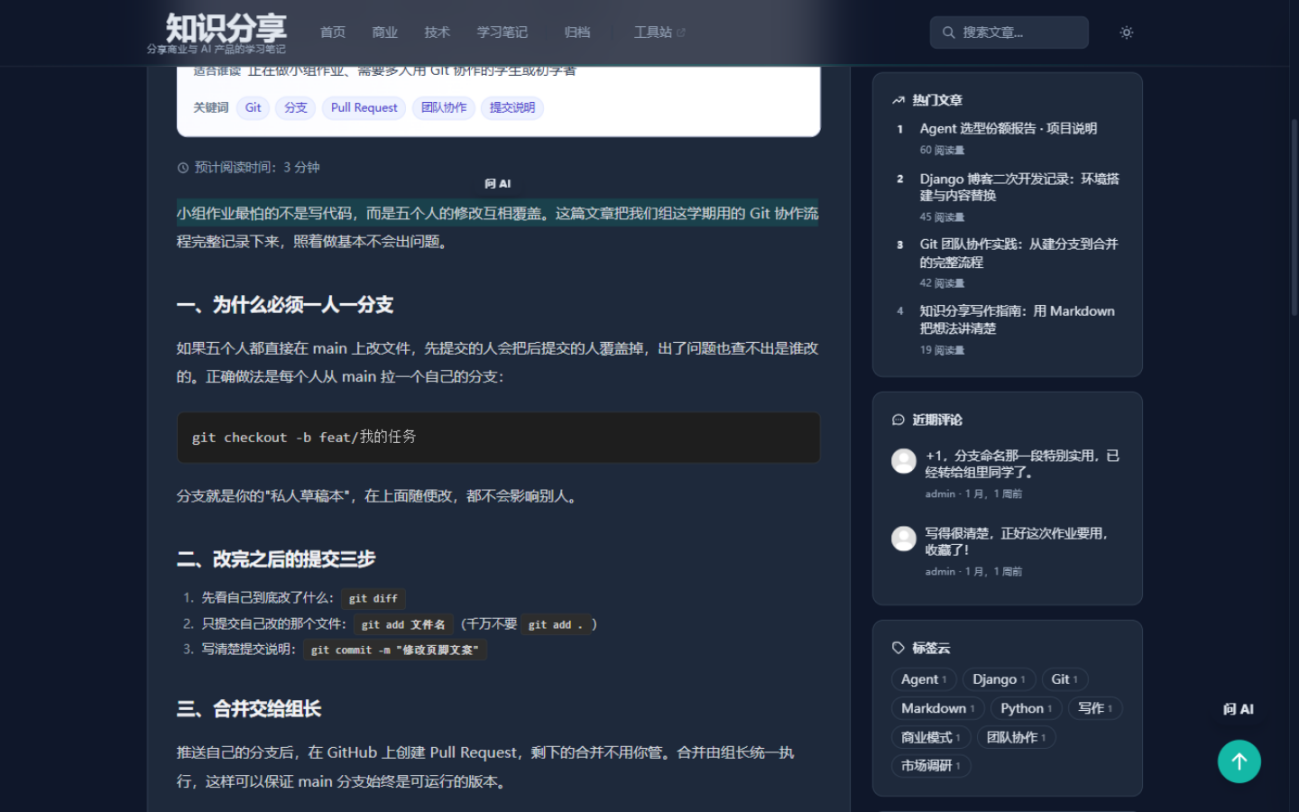 知识分享
分享商业与 AI 产品的学习笔记
首页
商业
技术
学习笔记
归档
工具站
搜索文章...
适合谁读 正在做小组作业、需要多人用 Git 协作的学生或初学者
关键词 Git 分支 Pull Request 团队协作 提交说明
预计阅读时间：3 分钟
问 AI
小组作业最怕的不是写代码，而是五个人的修改互相覆盖。这篇文章把我们组这学期用的 Git 协作流
程完整记录下来，照着做基本不会出问题。
一、为什么必须一人一分支
如果五个人都直接在 main 上改文件，先提交的人会把后提交的人覆盖掉，出了问题也查不出是谁改
的。正确做法是每个人从 main 拉一个自己的分支：
git checkout -b feat/我的任务
分支就是你的"私人草稿本"，在上面随便改，都不会影响别人。
二、改完之后的提交三步
1. 先看自己到底改了什么： git diff
2. 只提交自己改的那个文件： git add 文件名 （千万不要 git add . ）
3. 写清楚提交说明： git commit -m "修改页脚文案"
三、合并交给组长
推送自己的分支后，在 GitHub 上创建 Pull Request，剩下的合并不用你管。合并由组长统一执
行，这样可以保证 main 分支始终是可运行的版本。
热门文章
1 Agent 选型份额报告 · 项目说明
60 阅读量
2 Django 博客二次开发记录：环境搭
建与内容替换
45 阅读量
3 Git 团队协作实践：从建分支到合并
的完整流程
42 阅读量
4 知识分享写作指南：用 Markdown
把想法讲清楚
19 阅读量
近期评论
+1，分支命名那一段特别实用，已
经转给组里同学了。
admin · 1 月，1 周前
写得很清楚，正好这次作业要用，
收藏了！
admin · 1 月，1 周前
标签云
Agent 1 Django 1 Git 1
Markdown 1 Python 1 写作 1
商业模式 1 团队协作 1
市场调研 1
问 AI